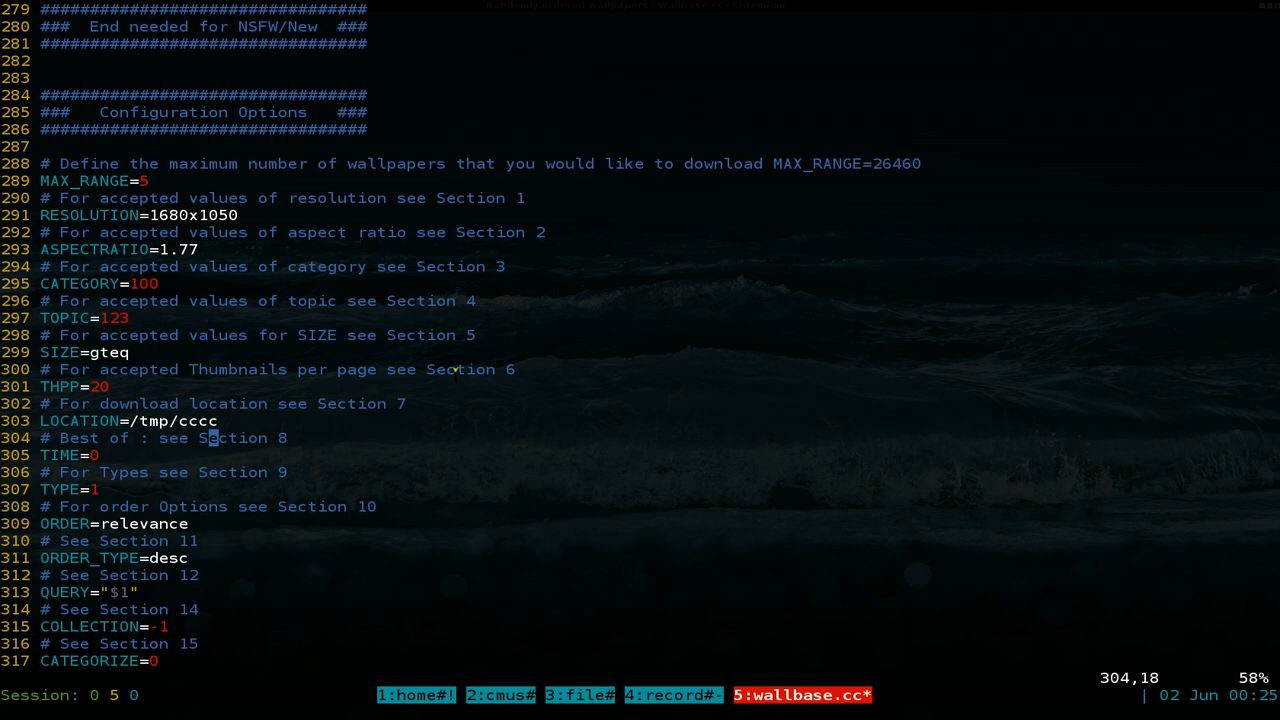 Randomly ordered wallpapers / Wallbase.cc - Chromium
279 #################################
280 ###  End needed for NSFW/New  ###
281 #################################
282
283
284 #################################
285 ###   Configuration Options   ###
286 #################################
287
288 # Define the maximum number of wallpapers that you would like to download MAX_RANGE=26460
289 MAX_RANGE=5
290 # For accepted values of resolution see Section 1
291 RESOLUTION=1680x1050
292 # For accepted values of aspect ratio see Section 2
293 ASPECTRATIO=1.77
294 # For accepted values of category see Section 3
295 CATEGORY=100
296 # For accepted values of topic see Section 4
297 TOPIC=123
298 # For accepted values for SIZE see Section 5
299 SIZE=gteq
300 # For accepted Thumbnails per page see Section 6
301 THPP=20
302 # For download location see Section 7
303 LOCATION=/tmp/cccc
304 # Best of : see Section 8
305 TIME=0
306 # For Types see Section 9
307 TYPE=1
308 # For order Options see Section 10
309 ORDER=relevance
310 # See Section 11
311 ORDER_TYPE=desc
312 # See Section 12
313 QUERY="$1"
314 # See Section 14
315 COLLECTION=-1
316 # See Section 15
317 CATEGORIZE=0
304,18 58%
Session: 0 5 0 1:home#! 2:cmus# 3:file# 4:record#- 5:wallbase.cc* | 02 Jun 00:25